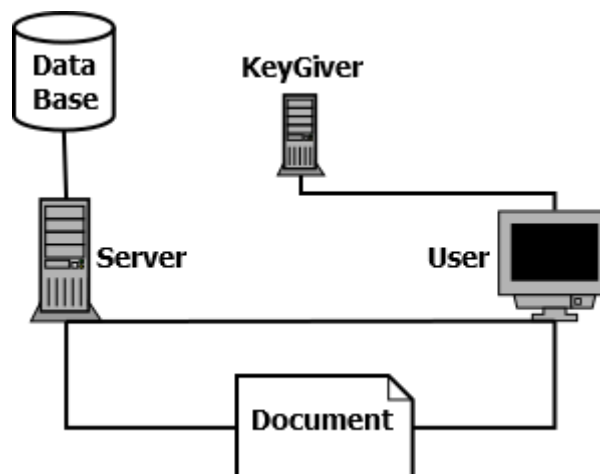 Data
Base
KeyGiver
Server
User
Document